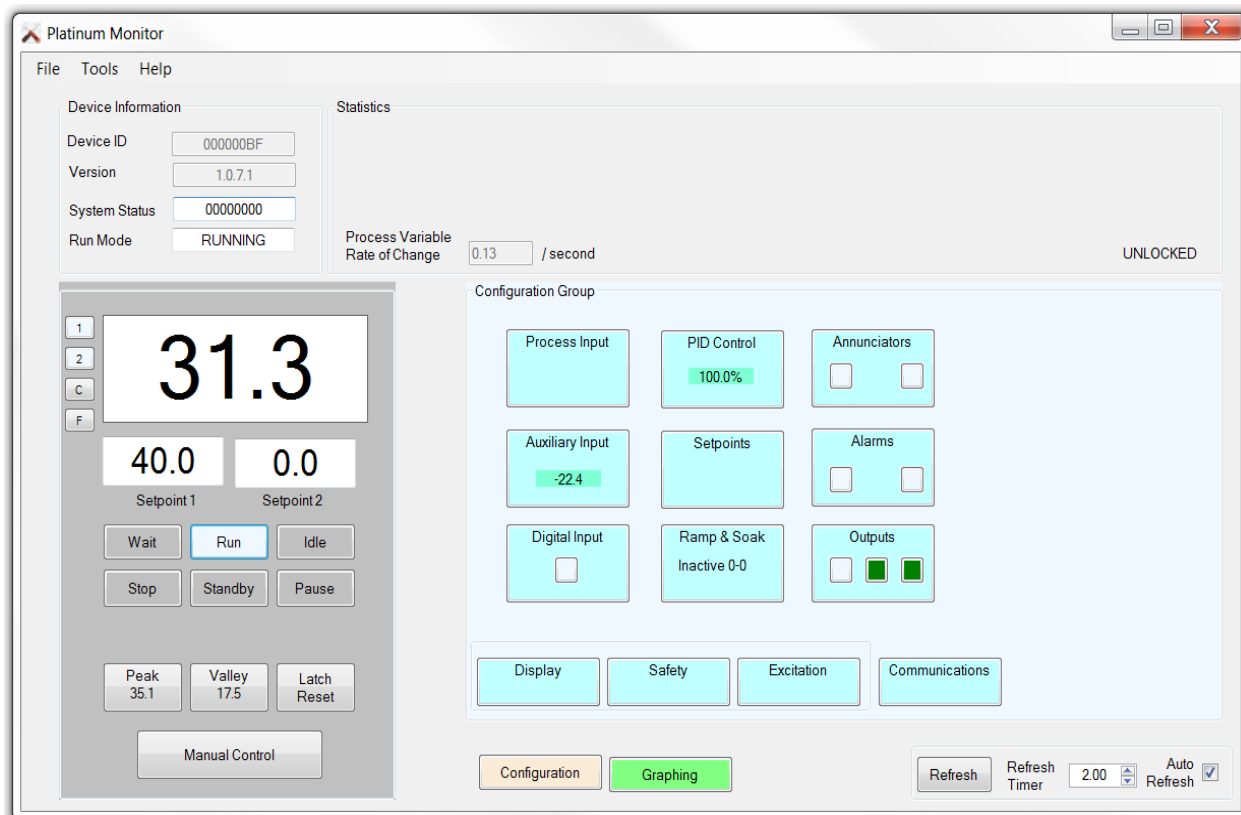 Platinum Monitor
File Tools Help
Device Information
Device ID 000000BF
Version 1.0.7.1
System Status 00000000
Run Mode RUNNING
Statistics
Process Variable
Rate of Change 0.13 / second
UNLOCKED
1
2
C
F
31.3
40.0 0.0
Setpoint 1 Setpoint 2
Wait Run Idle
Stop Standby Pause
Peak
35.1
Valley
17.5
Latch
Reset
Manual Control
Configuration Group
Process Input
PID Control
100.0%
Annunciators
Auxiliary Input
-22.4
Setpoints
Alarms
Digital Input
Ramp & Soak
Inactive 0-0
Outputs
Display Safety Excitation Communications
Configuration Graphing
Refresh
Refresh
Timer
2.00
Auto
Refresh